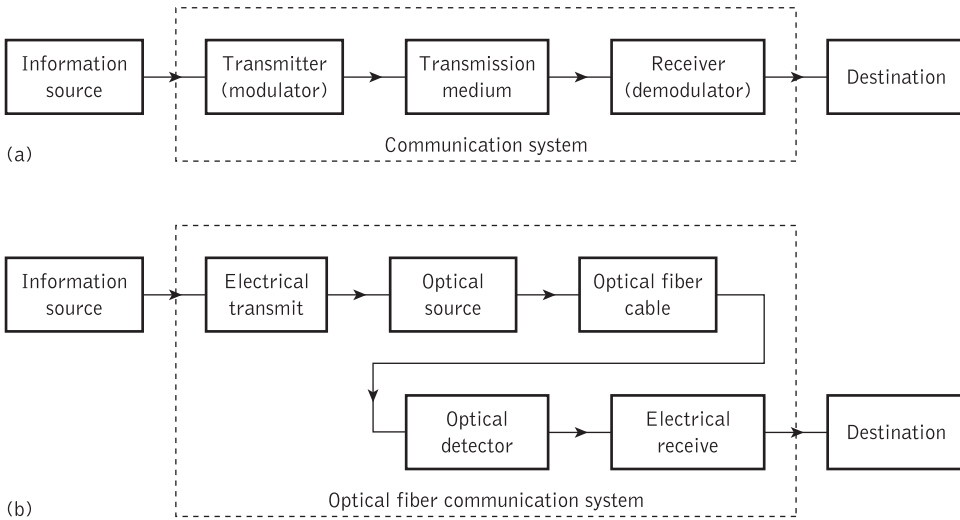 Information
source
Transmitter
(modulator)
Transmission
medium
Receiver
(demodulator)
Destination
Communication system
(a)
Information
source
Electrical
transmit
Optical
source
Optical fiber
cable
Optical
detector
Electrical
receive
Destination
Optical fiber communication system
(b)